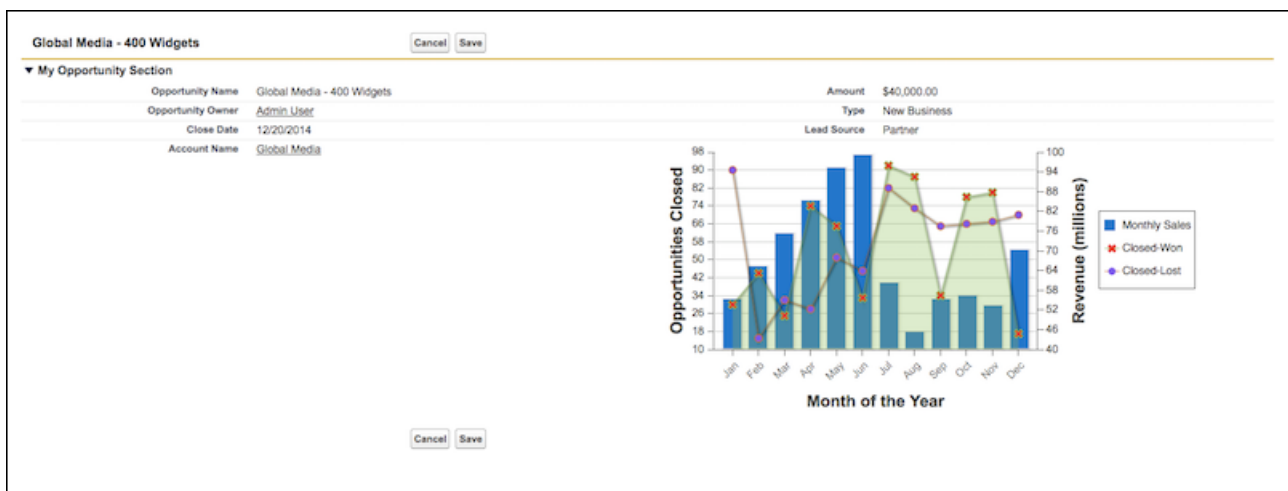 Global Media - 400 Widgets
Cancel Save
▼ My Opportunity Section
Opportunity Name Global Media - 400 Widgets
Amount $40,000.00
Opportunity Owner Admin User
Type New Business
Close Date 12/20/2014
Lead Source Partner
Account Name Global Media
Opportunities Closed
98
90
82
74
66
58
50
42
34
26
18
10
100
94
88
82
76
70
64
58
52
46
40
Revenue (millions)
Monthly Sales
Closed-Won
Closed-Lost
Jan Feb Mar Apr May Jun Jul Aug Sep Oct Nov Dec
Month of the Year
Cancel Save